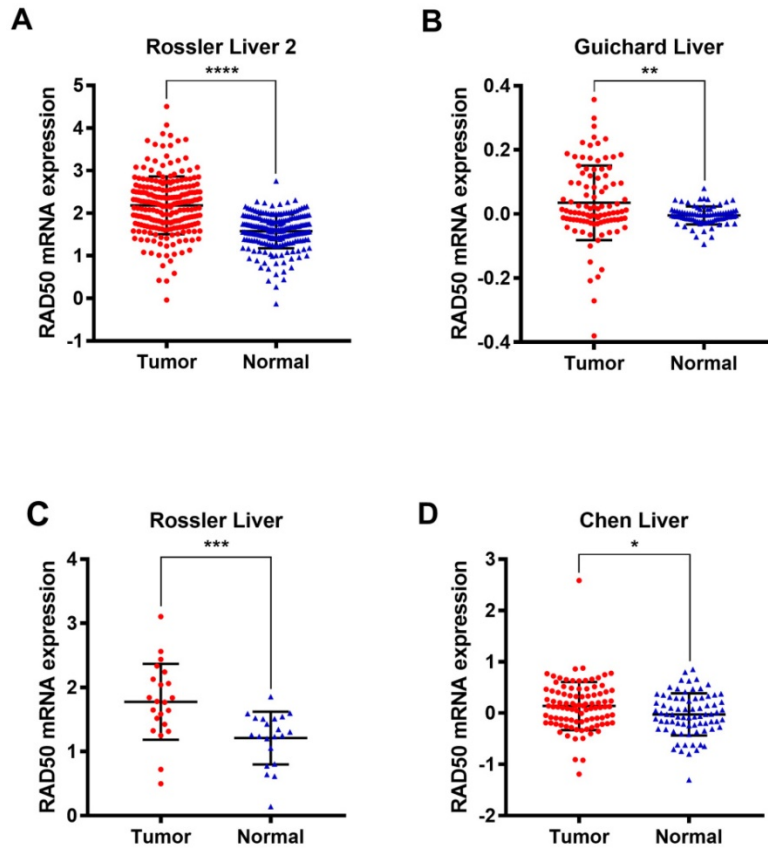 A
Rossler Liver 2
****
RAD50 mRNA expression
5
4
3
2
1
0
-1
Tumor
Normal
B
Guichard Liver
**
RAD50 mRNA expression
0.4
0.2
0.0
-0.2
-0.4
Tumor
Normal
C
Rossler Liver
***
RAD50 mRNA expression
4
3
2
1
0
Tumor
Normal
D
Chen Liver
*
RAD50 mRNA expression
3
2
1
0
-1
-2
Tumor
Normal